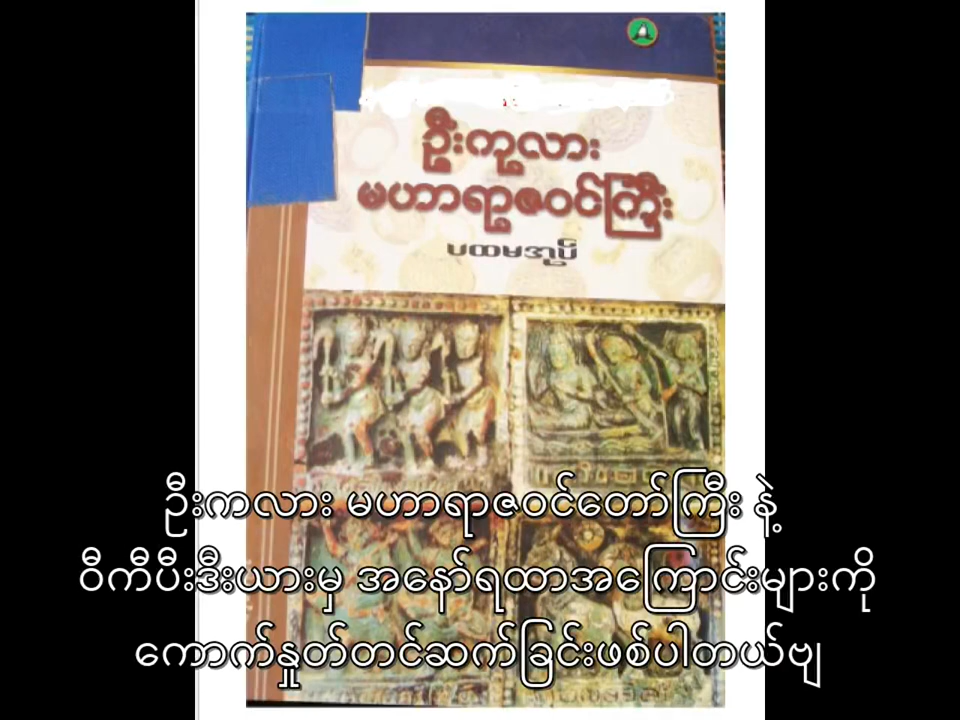 ဦးကုလား
မဟာရာဇဝင်ကြီး
ပထမအုပ်
ဦးကလား မဟာရာဇဝင်တော်ကြီး နဲ့
ဝီကီပီးဒီးယားမှ အနော်ရထာအကြောင်းများကို
ကောက်နှုတ်တင်ဆက်ခြင်းဖစ်ပါတယ်ဗျ